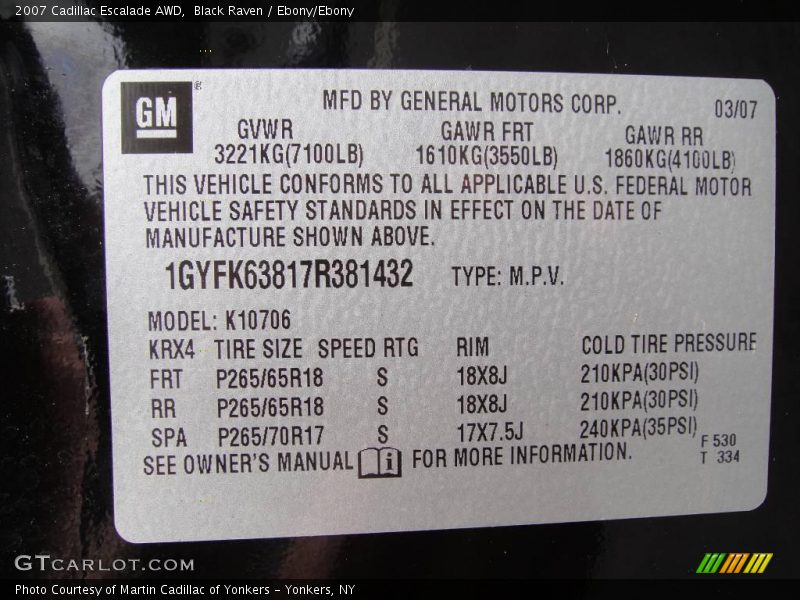 2007 Cadillac Escalade AWD,  Black Raven / Ebony/Ebony
GM
®
MFD BY GENERAL MOTORS CORP.
03/07
GVWR GAWR FRT GAWR RR
3221KG(7100LB) 1610KG(3550LB) 1860KG(4100LB)
THIS VEHICLE CONFORMS TO ALL APPLICABLE U.S. FEDERAL MOTOR
VEHICLE SAFETY STANDARDS IN EFFECT ON THE DATE OF
MANUFACTURE SHOWN ABOVE.
1GYFK63817R381432 TYPE: M.P.V.
MODEL: K10706
KRX4 TIRE SIZE SPEED RTG RIM COLD TIRE PRESSURE
FRT P265/65R18 S 18X8J 210KPA(30PSI)
RR P265/65R18 S 18X8J 210KPA(30PSI)
SPA P265/70R17 S 17X7.5J 240KPA(35PSI)
F 530
SEE OWNER'S MANUAL i FOR MORE INFORMATION.
T 334
GTCARLOT.COM
Photo Courtesy of Martin Cadillac of Yonkers - Yonkers, NY